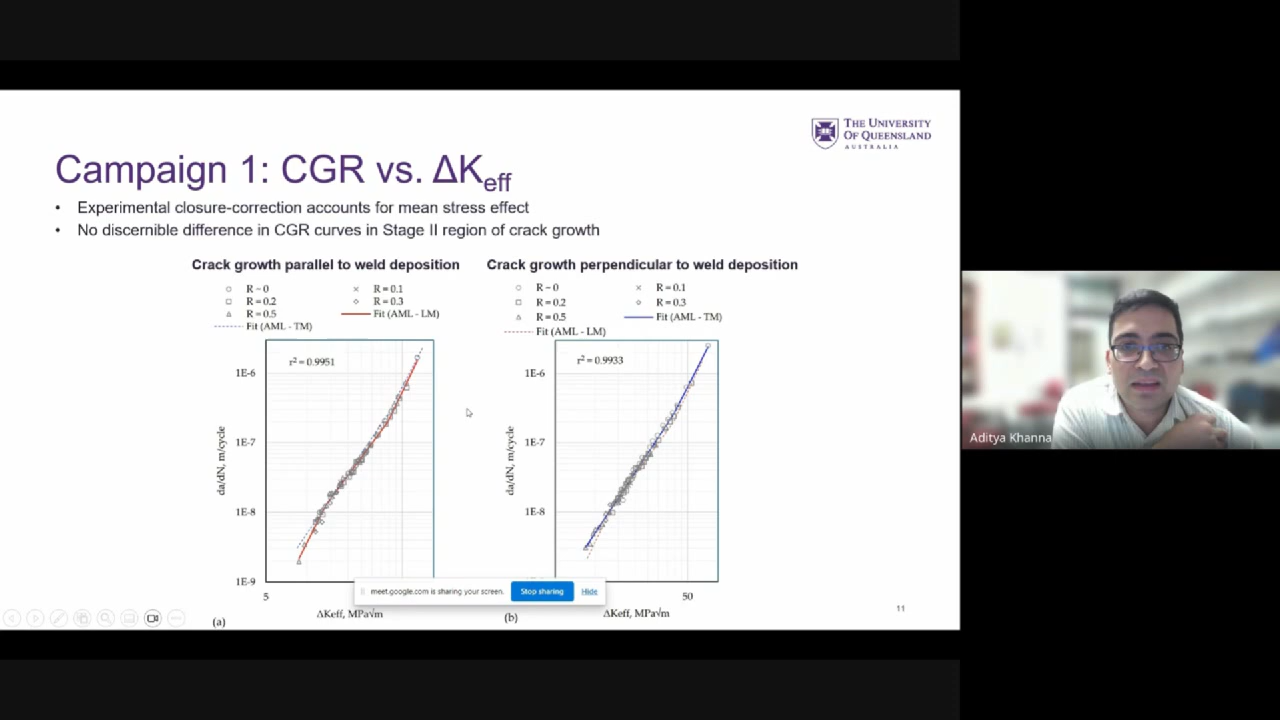 THE UNIVERSITY
OF QUEENSLAND
AUSTRALIA
Campaign 1: CGR vs. ΔKeff
• Experimental closure-correction accounts for mean stress effect
• No discernible difference in CGR curves in Stage II region of crack growth
Crack growth parallel to weld deposition
R=0
R=0.1
R=0.2
R=0.3
R=0.5
Fit (AML - LM)
Fit (AML - TM)
r² = 0.9951
1E-6
1E-7
1E-8
1E-9
da/dN, m/cycle
5
ΔKeff, MPa√m
(a)
Crack growth perpendicular to weld deposition
R=0
R=0.1
R=0.2
R=0.3
R=0.5
Fit (AML - TM)
Fit (AML - LM)
r² = 0.9933
1E-6
1E-7
1E-8
da/dN, m/cycle
50
ΔKeff, MPa√m
(b)
meet.google.com is sharing your screen.
Stop sharing
Hide
11
Aditya Khanna